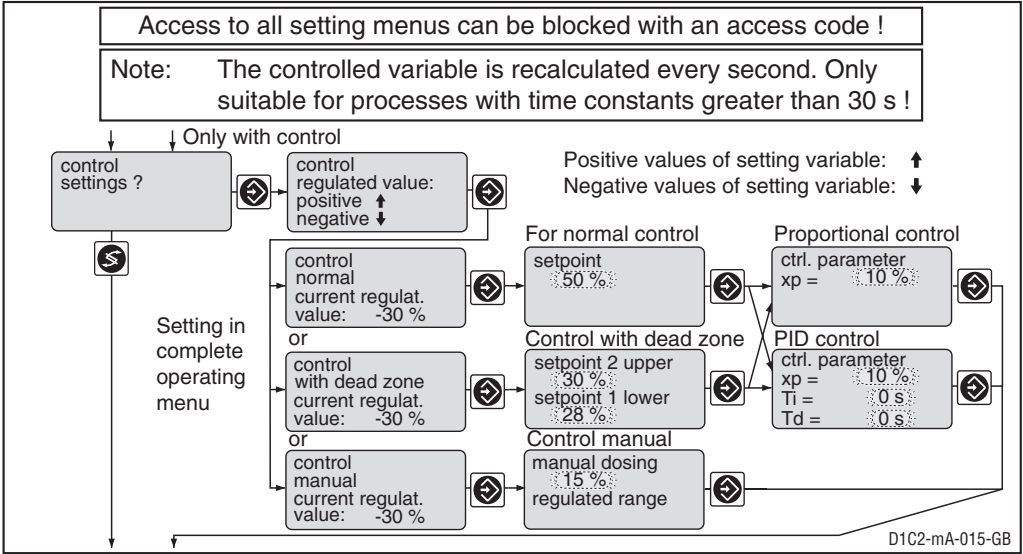 Access to all setting menus can be blocked with an access code !
Note: The controlled variable is recalculated every second. Only
suitable for processes with time constants greater than 30 s !
Only with control
control
settings ?
control
regulated value:
positive ⬆
negative ⬇
Positive values of setting variable: ⬆
Negative values of setting variable: ⬇
Setting in
complete
operating
menu
control
normal
current regulat.
value: -30 %
For normal control
setpoint
50 %
Proportional control
ctrl. parameter
xp = 10 %
or
control
with dead zone
current regulat.
value: -30 %
Control with dead zone
setpoint 2 upper
30 %
setpoint 1 lower
28 %
PID control
ctrl. parameter
xp = 10 %
Ti = 0 s
Td = 0 s
or
control
manual
current regulat.
value: -30 %
Control manual
manual dosing
15 %
regulated range
D1C2-mA-015-GB